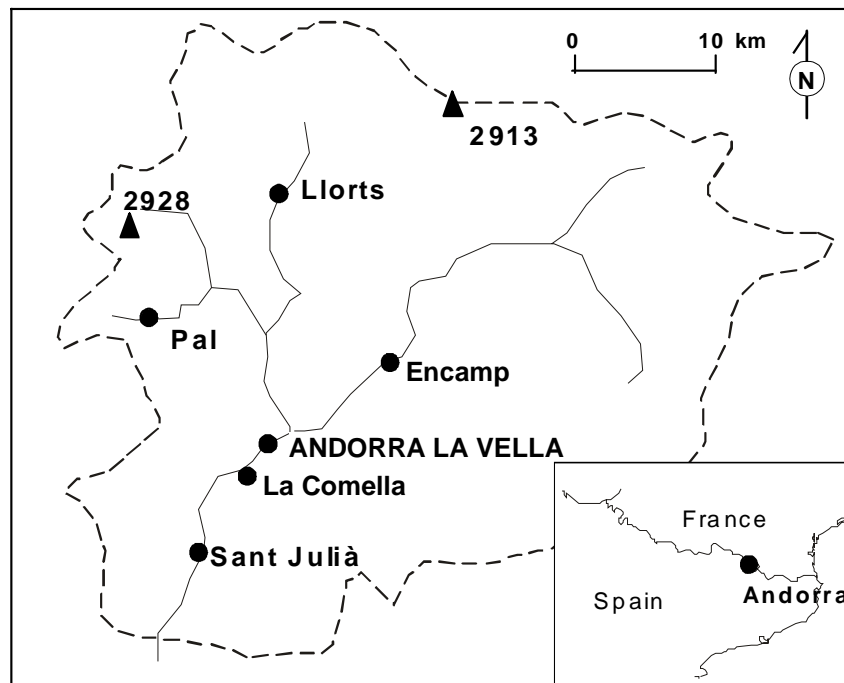 0 10 km
N
2913
Llorts
2928
Pal
Encamp
ANDORRA LA VELLA
La Comella
Sant Julià
France
Andorra
Spain